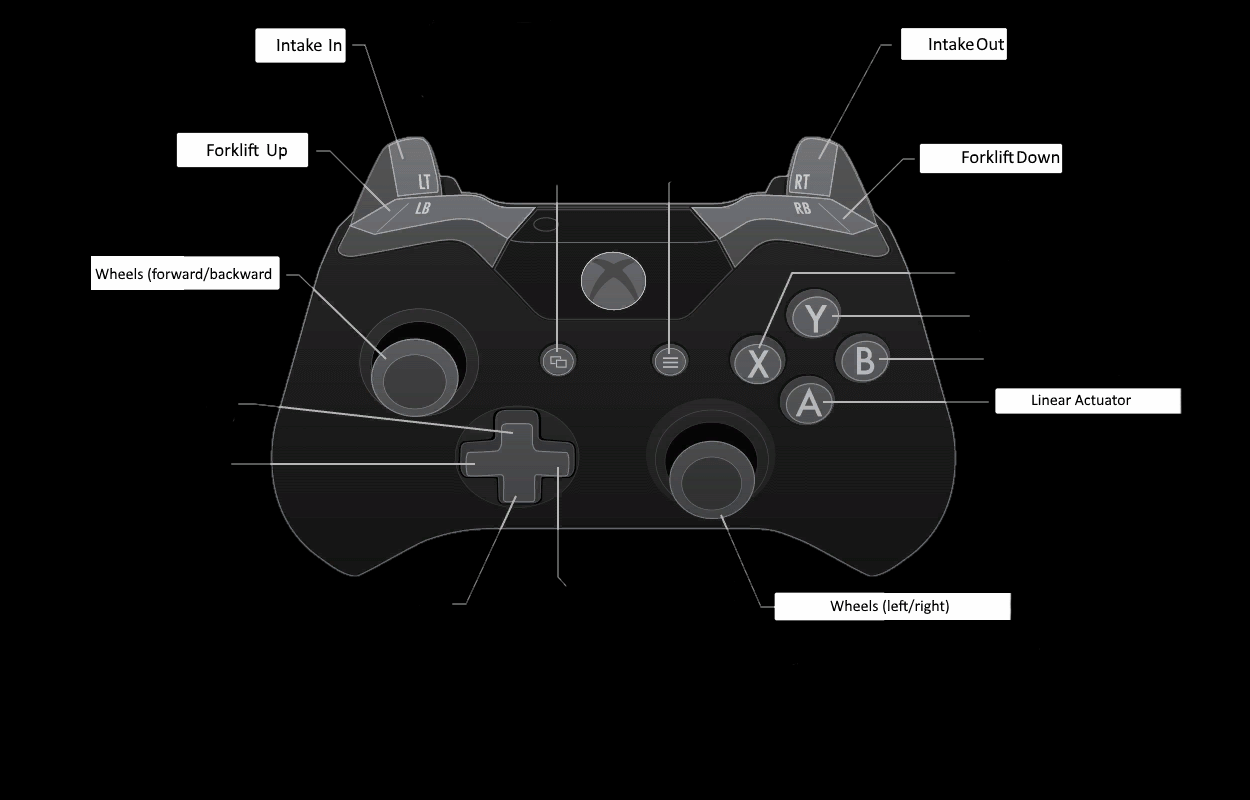 Intake In
Intake Out
Forklift Up
Forklift Down
LT
RT
LB
RB
Wheels (forward/backward
Y
X
B
A
Linear Actuator
Wheels (left/right)